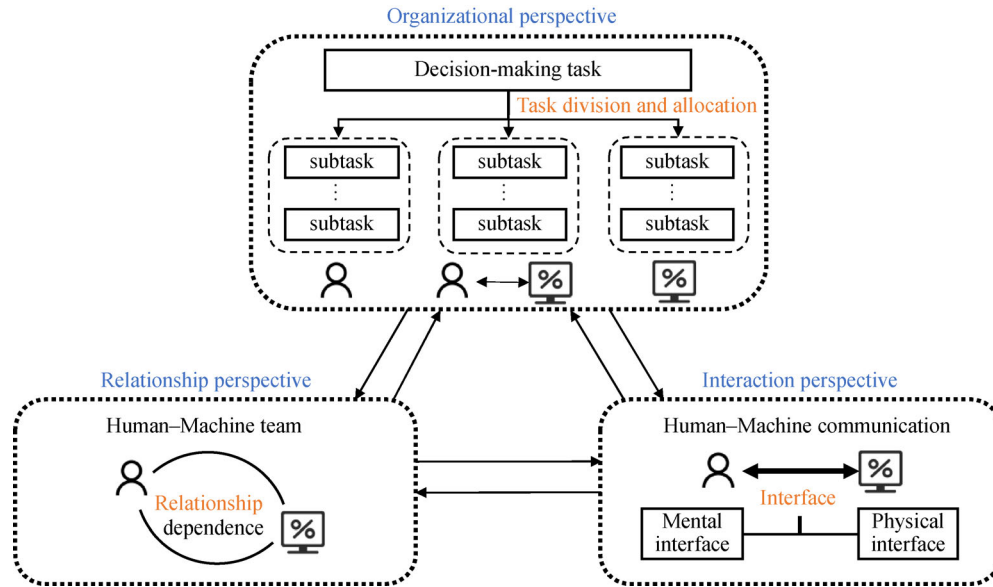 Organizational perspective
Decision-making task
Task division and allocation
subtask subtask subtask
⋮ ⋮ ⋮
subtask subtask subtask
% %
Relationship perspective
Human–Machine team
Relationship
dependence
%
Interaction perspective
Human–Machine communication
%
Interface
Mental
interface
Physical
interface